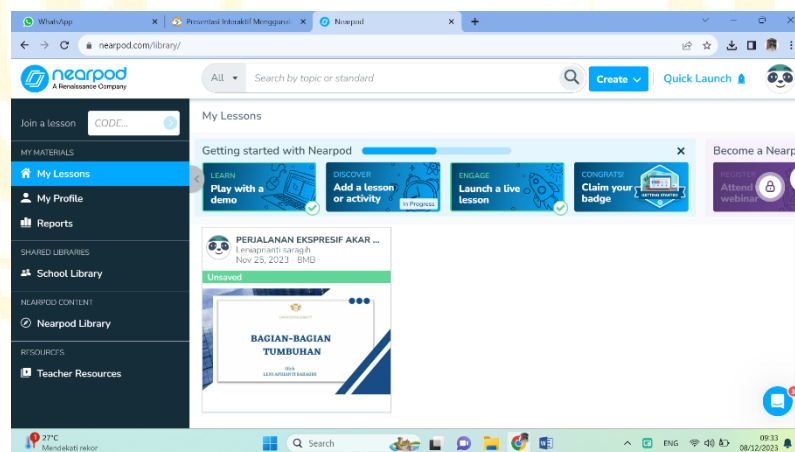 WhatsApp
Presentasi Interaktif Menggunak
Nearpod
nearpod.com/library/
nearpod
A Renaissance Company
All
Search by topic or standard
Create
Quick Launch
Join a lesson CODE...
MY MATERIALS
My Lessons
My Profile
Reports
SHARED LIBRARIES
School Library
NEARPOD CONTENT
Nearpod Library
RESOURCES
Teacher Resources
My Lessons
Getting started with Nearpod
LEARN
Play with a
demo
DISCOVER
Add a lesson
or activity
In Progress
ENGAGE
Launch a live
lesson
CONGRATS!
Claim your
badge
Become a Nearp
REGISTER
Attend
webinar
PERJALANAN EKSPRESIF AKAR ...
Leniaprianti saragih
Nov 25, 2023 - 8MB
Unsaved
BAGIAN-BAGIAN
TUMBUHAN
Oleh
LENI APRIANTI SARAGIH
27°C
Mendekati rekor
Search
ENG
09:33
08/12/2023